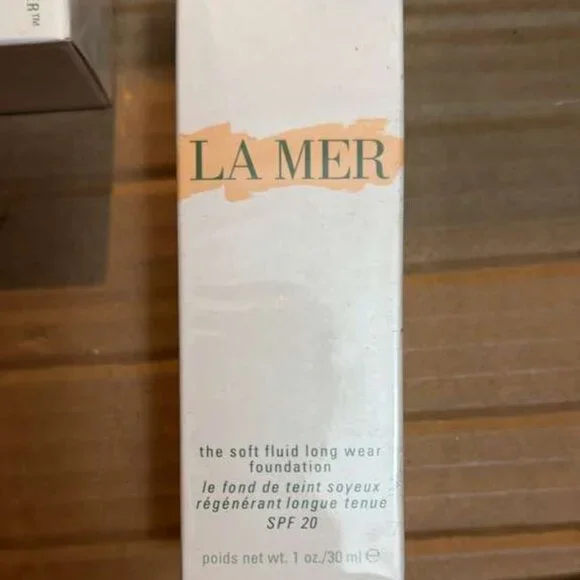 R™
LA MER
the soft fluid long wear
foundation
le fond de teint soyeux
régénérant longue tenue
SPF 20
poids net wt. 1 oz./30 ml ℮